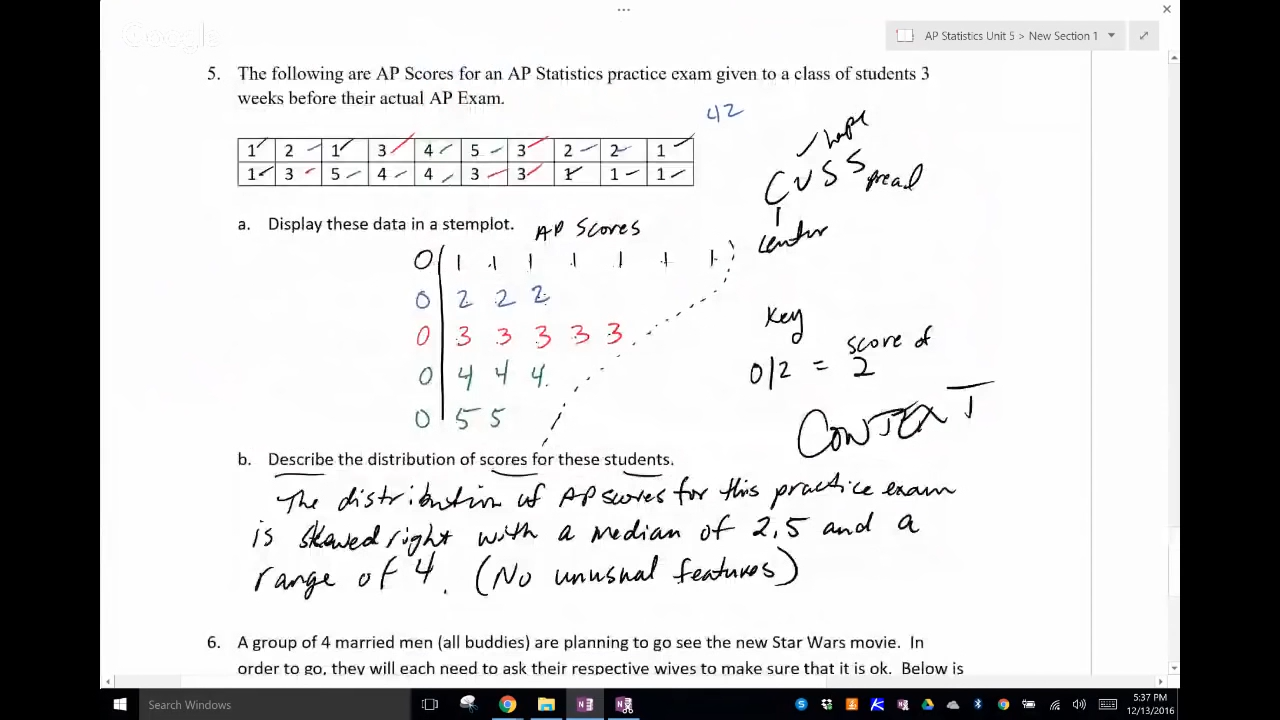 Google
AP Statistics Unit 5 > New Section 1
5. The following are AP Scores for an AP Statistics practice exam given to a class of students 3
weeks before their actual AP Exam.
42
1 2 1 3 4 5 3 2 2 1
1 3 5 4 4 3 3 1 1 1
shape
CUSS
Spread
center
a. Display these data in a stemplot.
AP Scores
0 | 1 1 1 1 1 1 1
0 | 2 2 2
0 | 3 3 3 3 3
0 | 4 4 4
0 | 5 5
Key
0|2 = score of
2
CONTEXT
b. Describe the distribution of scores for these students.
The distribution of AP scores for this practice exam
is skewed right with a median of 2.5 and a
range of 4. (No unusual features)
6. A group of 4 married men (all buddies) are planning to go see the new Star Wars movie. In
order to go, they will each need to ask their respective wives to make sure that it is ok. Below is
Search Windows
5:37 PM
12/13/2016